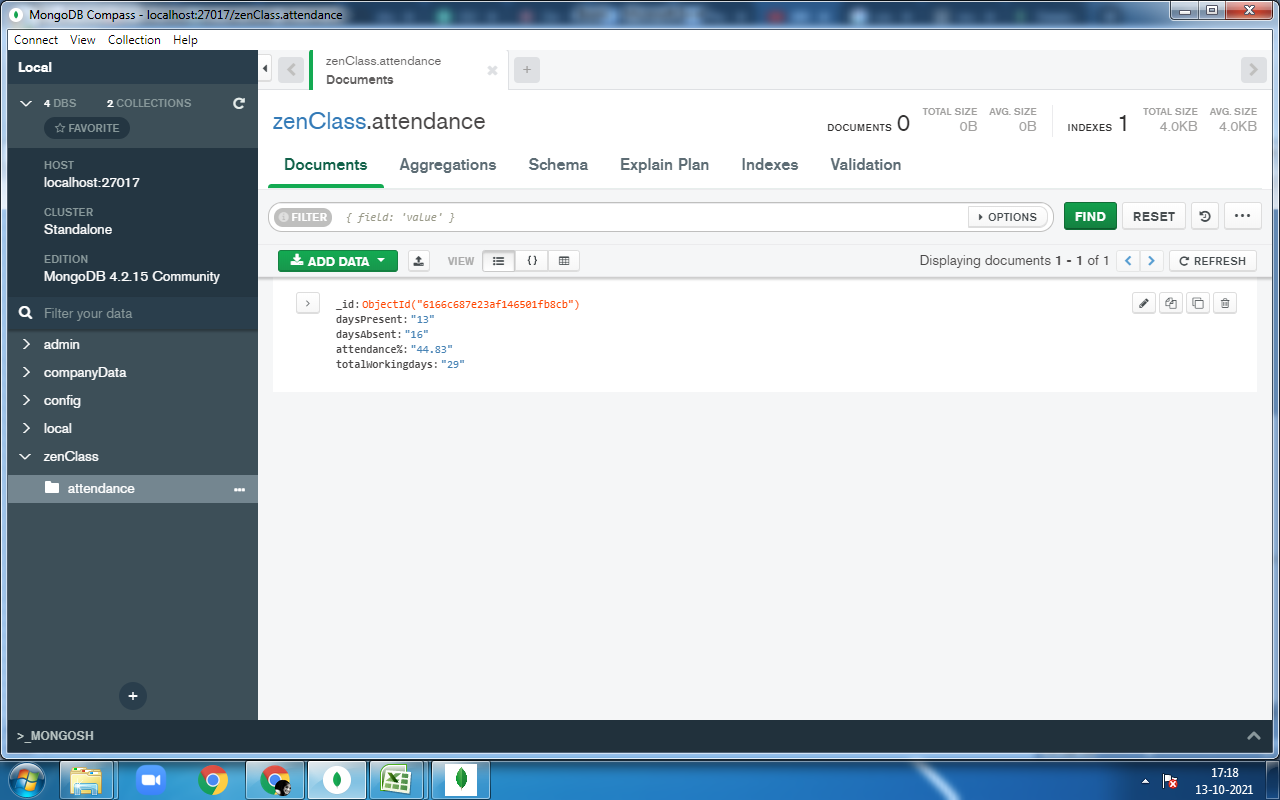 MongoDB Compass - localhost:27017/zenClass.attendance
Connect View Collection Help
Local
4 DBS 2 COLLECTIONS
FAVORITE
HOST
localhost:27017
CLUSTER
Standalone
EDITION
MongoDB 4.2.15 Community
Filter your data
admin
companyData
config
local
zenClass
attendance
zenClass.attendance
Documents
zenClass.attendance
DOCUMENTS 0
TOTAL SIZE
0B
AVG. SIZE
0B
INDEXES 1
TOTAL SIZE
4.0KB
AVG. SIZE
4.0KB
Documents Aggregations Schema Explain Plan Indexes Validation
FILTER { field: 'value' } OPTIONS FIND RESET
ADD DATA VIEW {} Displaying documents 1 - 1 of 1 REFRESH
_id: ObjectId("6166c687e23af146501fb8cb")
daysPresent: "13"
daysAbsent: "16"
attendance%: "44.83"
totalWorkingdays: "29"
>_MONGOSH
17:18
13-10-2021